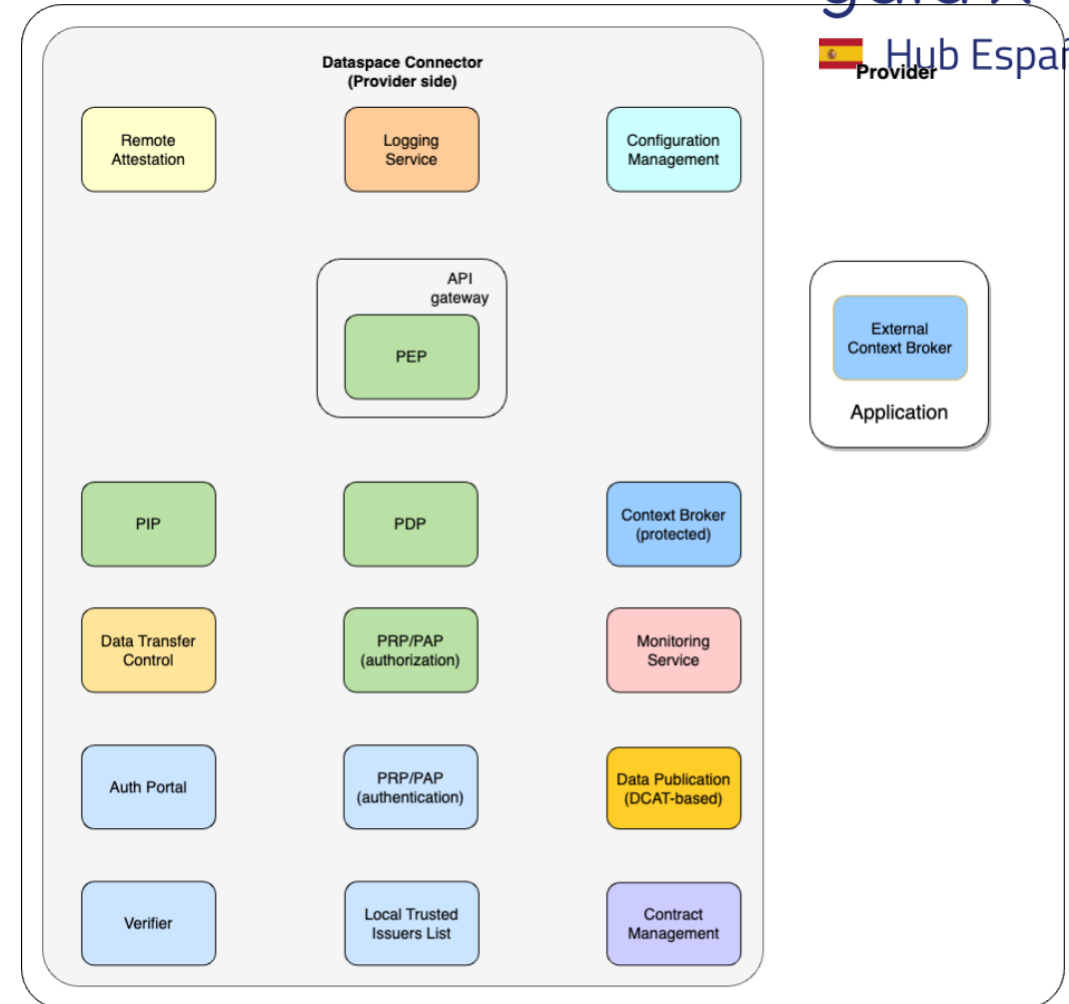 Hub Españ
Provider
Dataspace Connector
(Provider side)
Remote
Attestation
Logging
Service
Configuration
Management
API
gateway
PEP
External
Context Broker
Application
PIP
PDP
Context Broker
(protected)
Data Transfer
Control
PRP/PAP
(authorization)
Monitoring
Service
Auth Portal
PRP/PAP
(authentication)
Data Publication
(DCAT-based)
Verifier
Local Trusted
Issuers List
Contract
Management